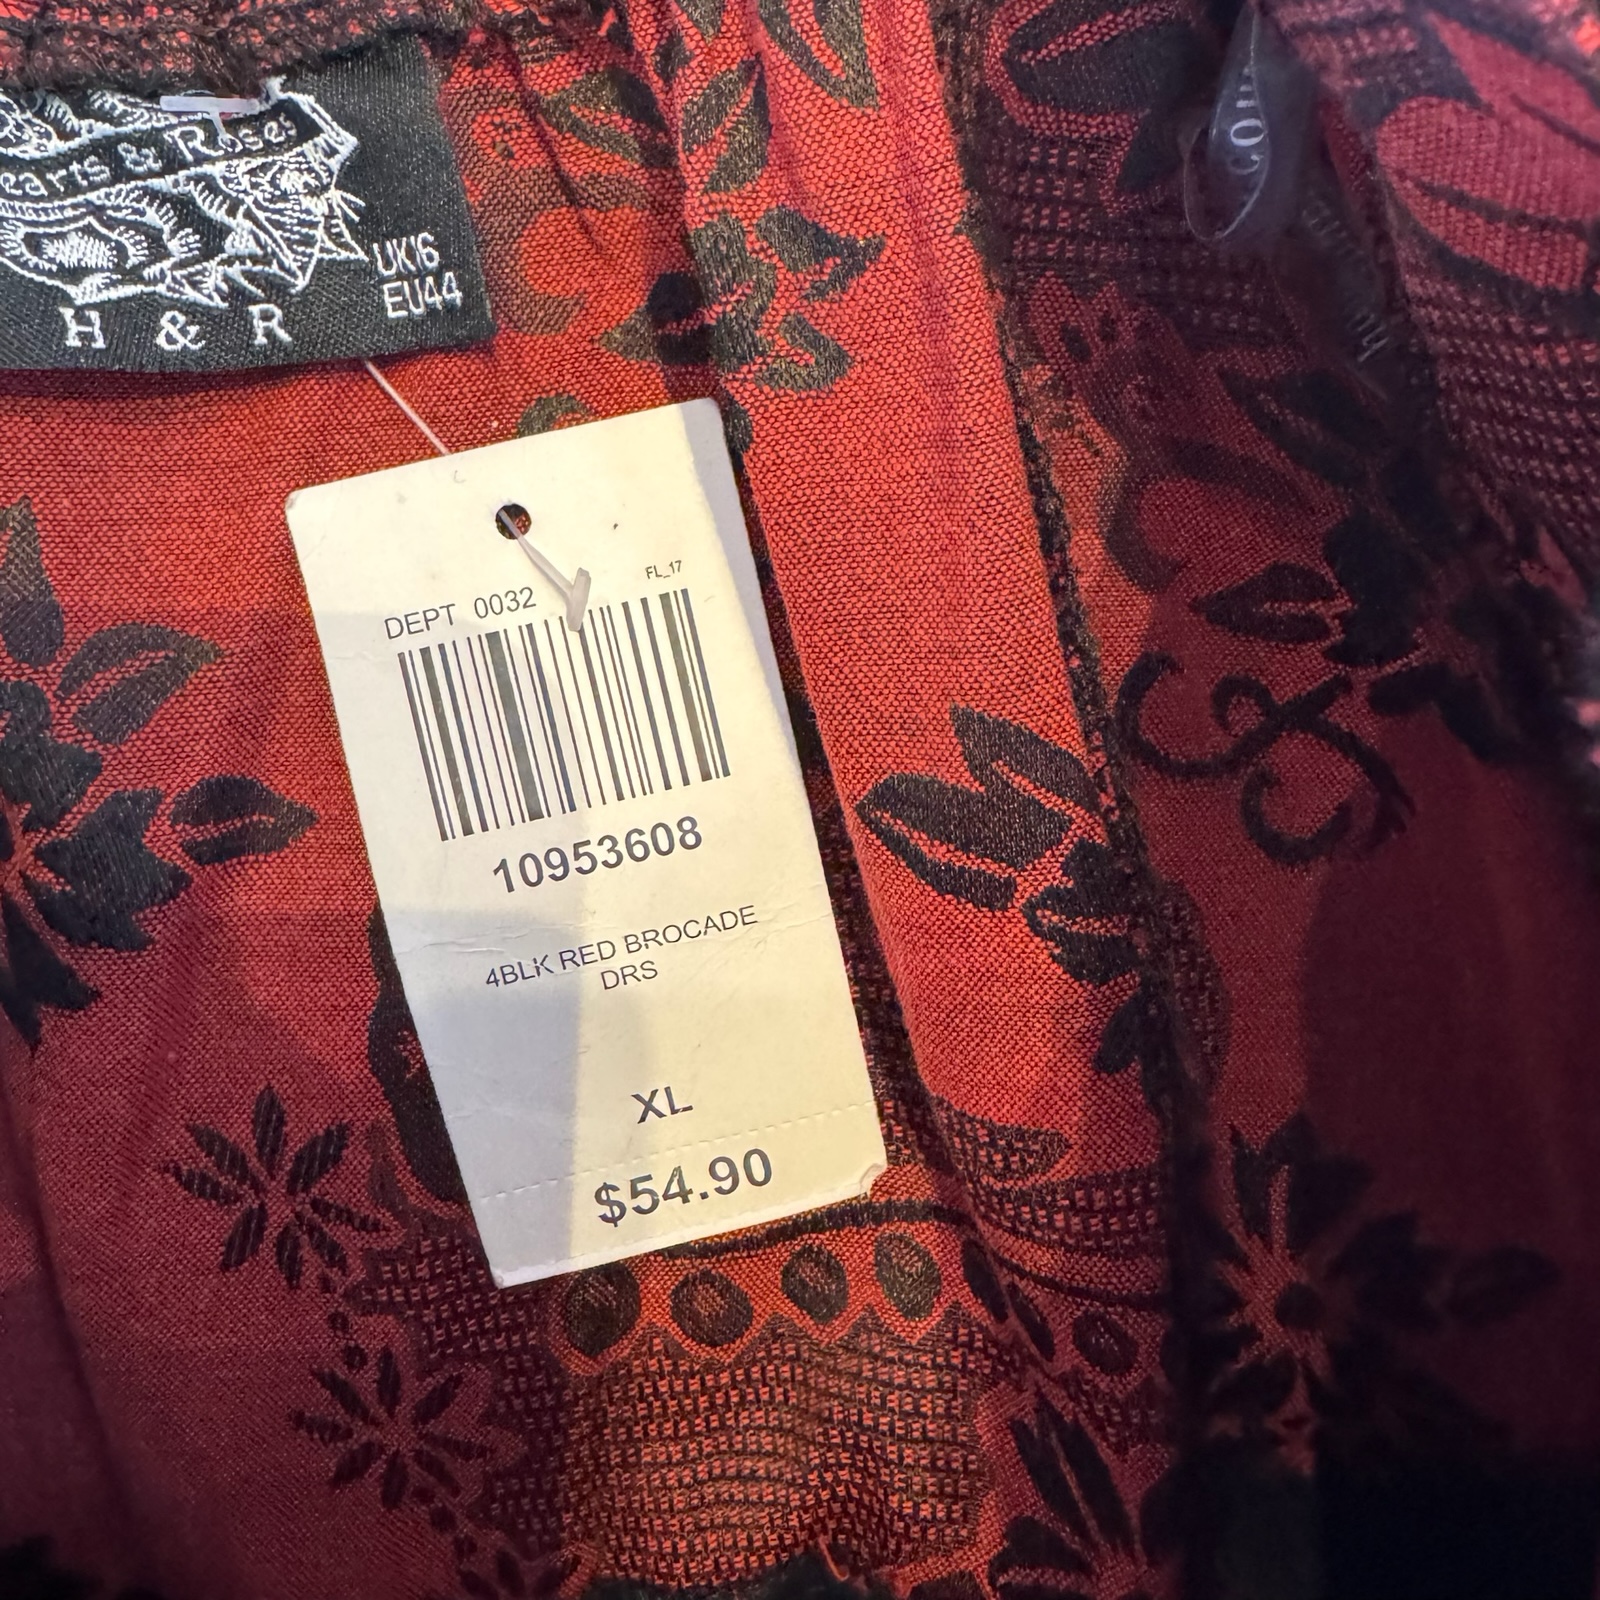 earts & Roses
UK16
EU44
H & R
FL_17
DEPT 0032
10953608
4BLK RED BROCADE
DRS
XL
$54.90